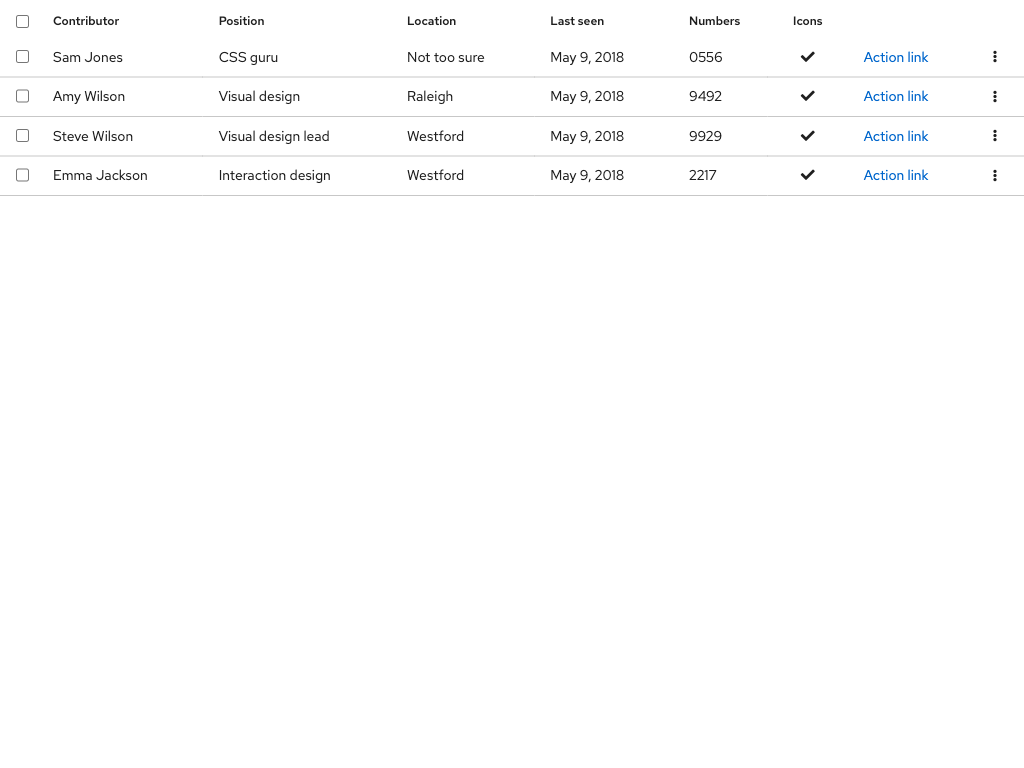 Contributor Position Location Last seen Numbers Icons
Sam Jones CSS guru Not too sure May 9, 2018 0556 Action link
Amy Wilson Visual design Raleigh May 9, 2018 9492 Action link
Steve Wilson Visual design lead Westford May 9, 2018 9929 Action link
Emma Jackson Interaction design Westford May 9, 2018 2217 Action link